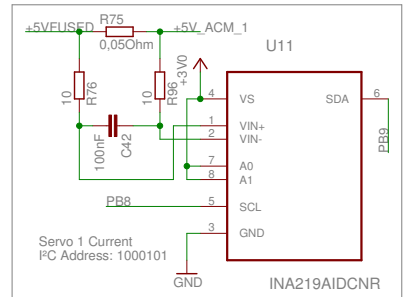 R75
+5VFUSED
+5V_ACM_1
0,05Ohm
U11
+3V0
10
R76
10
R96
100nF
C42
4
VS
SDA
6
1
VIN+
2
VIN-
PB9
7
A0
8
A1
PB8
5
SCL
3
GND
Servo 1 Current
I²C Address: 1000101
GND
INA219AIDCNR